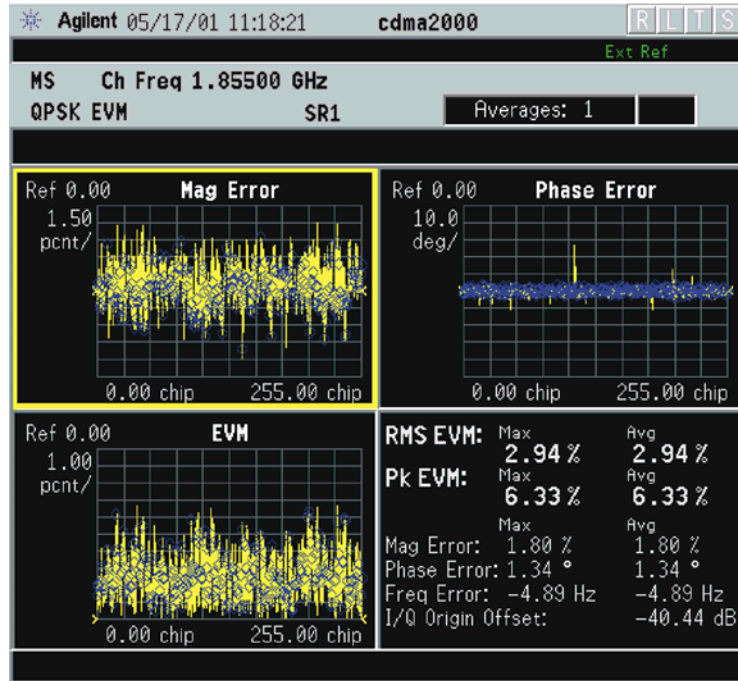 Agilent 05/17/01 11:18:21 cdma2000 R L T S
Ext Ref
MS Ch Freq 1.85500 GHz
QPSK EVM SR1 Averages: 1
Ref 0.00 Mag Error
1.50
pcnt/
0.00 chip 255.00 chip
Ref 0.00 Phase Error
10.0
deg/
0.00 chip 255.00 chip
Ref 0.00 EVM
1.00
pcnt/
0.00 chip 255.00 chip
RMS EVM: Max Avg
2.94 % 2.94 %
Pk EVM: Max Avg
6.33 % 6.33 %
Max Avg
Mag Error: 1.80 % 1.80 %
Phase Error: 1.34 ° 1.34 °
Freq Error: -4.89 Hz -4.89 Hz
I/Q Origin Offset: -40.44 dB